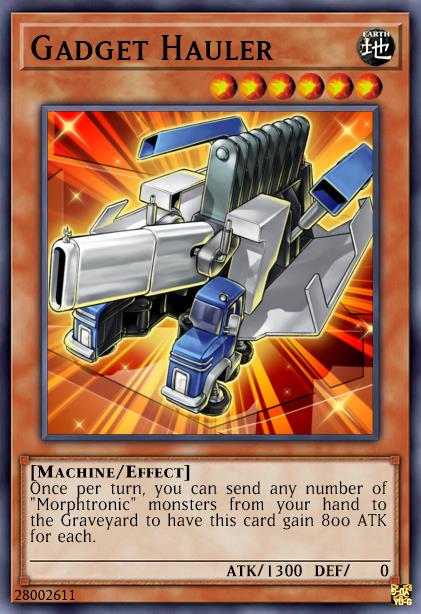 GADGET HAULER
EARTH
地
[MACHINE/EFFECT]
Once per turn, you can send any number of
"Morphtronic" monsters from your hand to
the Graveyard to have this card gain 800 ATK
for each.
ATK/1300 DEF/ 0
28002611